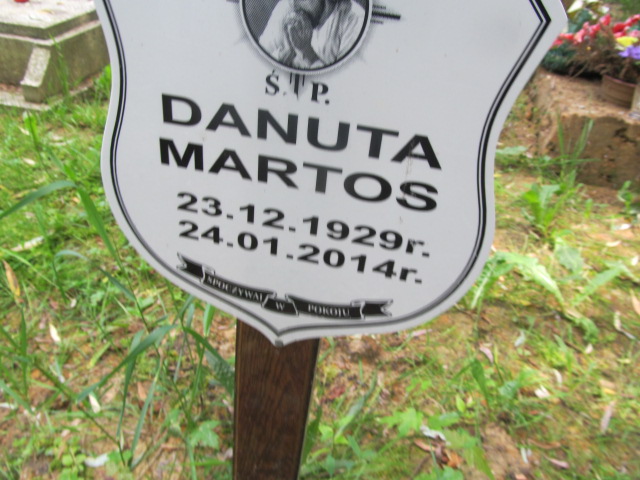 Ś. P.
DANUTA
MARTOS
23.12.1929r.
24.01.2014r.
SPOCZYWAJ W POKOJU